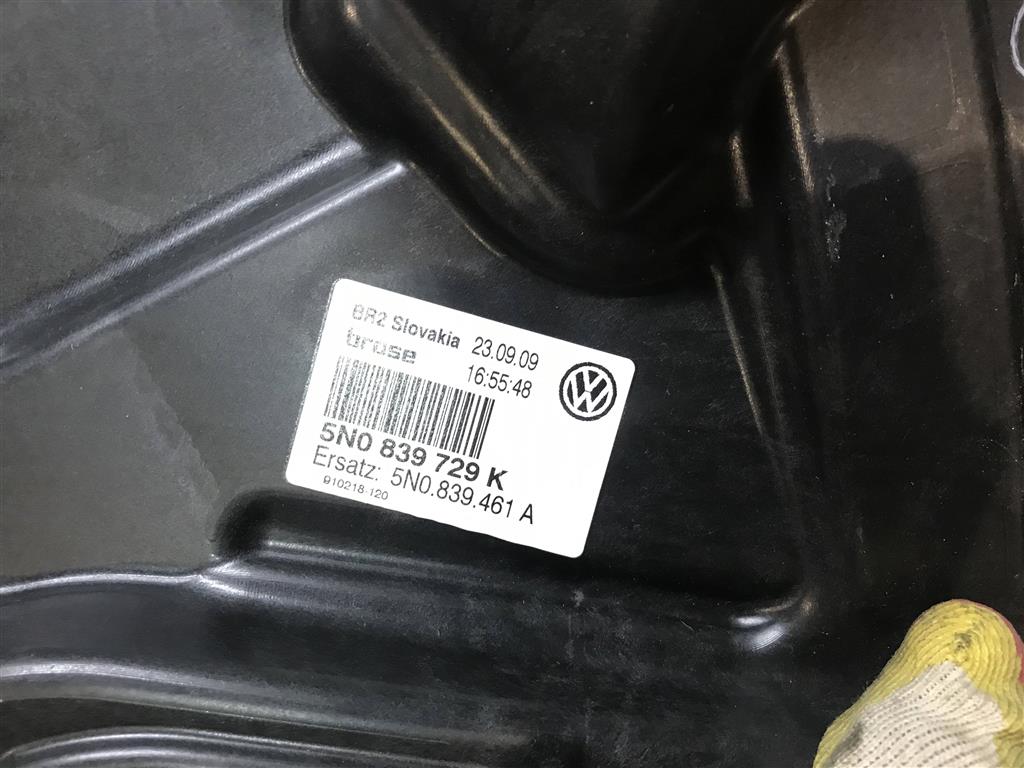 BR2 Slovakia 23.09.09
brose 16:55:48
5N0 839 729 K
Ersatz: 5N0.839.461 A
910218-120